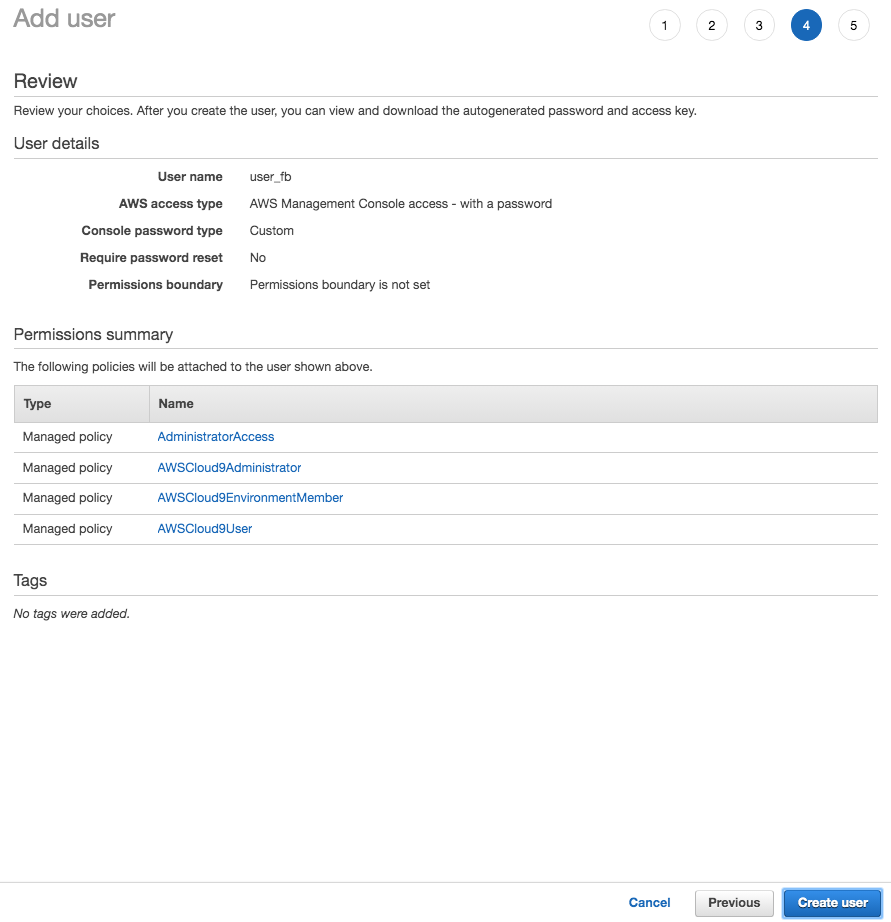 Add user
1 2 3 4 5
Review
Review your choices. After you create the user, you can view and download the autogenerated password and access key.
User details
User name user_fb
AWS access type AWS Management Console access - with a password
Console password type Custom
Require password reset No
Permissions boundary Permissions boundary is not set
Permissions summary
The following policies will be attached to the user shown above.
Type Name
Managed policy AdministratorAccess
Managed policy AWSCloud9Administrator
Managed policy AWSCloud9EnvironmentMember
Managed policy AWSCloud9User
Tags
No tags were added.
Cancel Previous Create user